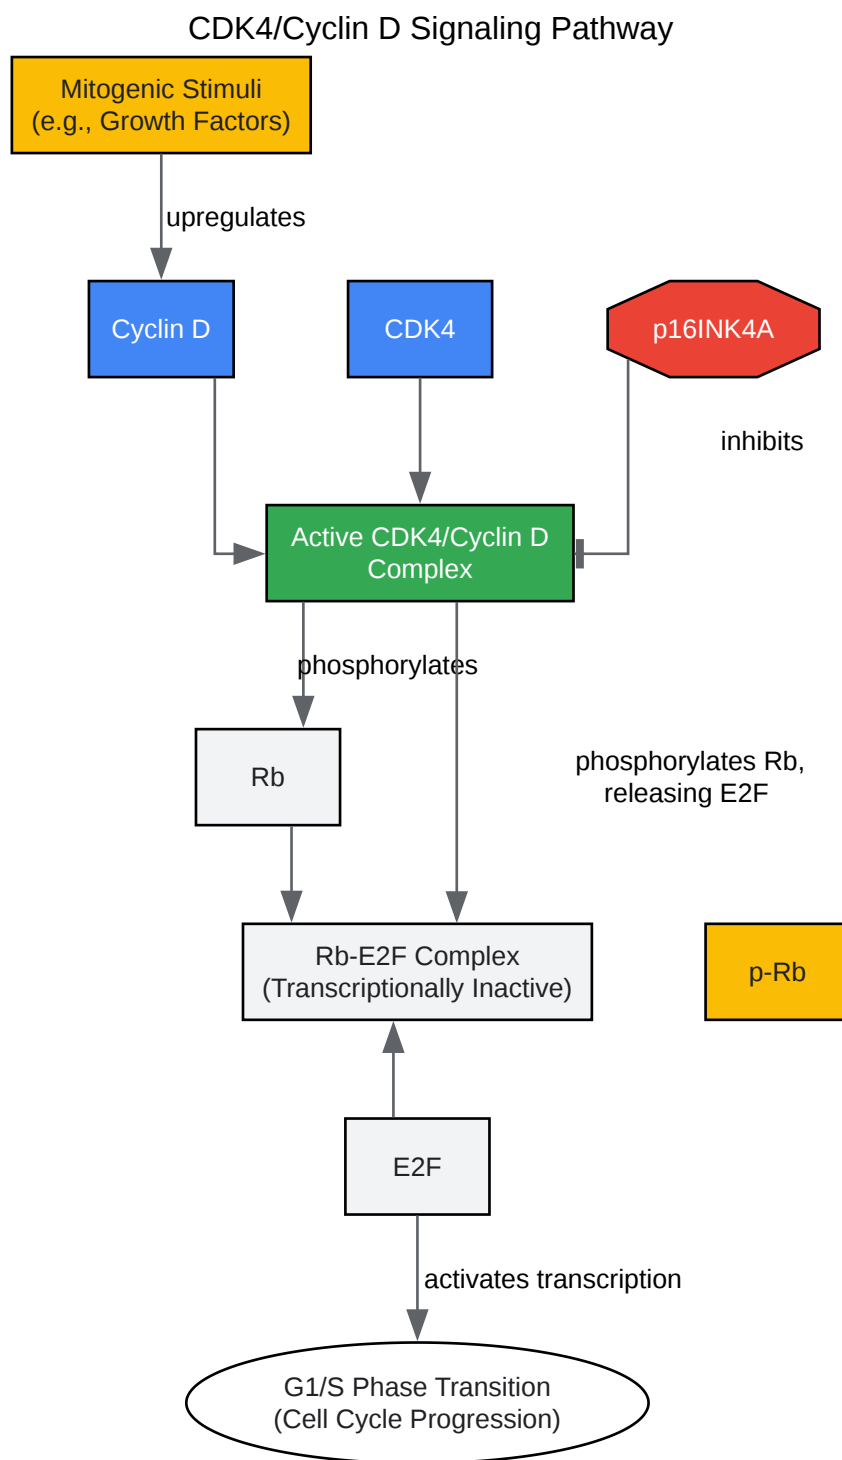 CDK4/Cyclin D Signaling Pathway
Mitogenic Stimuli
(e.g., Growth Factors)
upregulates
Cyclin D
CDK4
p16INK4A
inhibits
Active CDK4/Cyclin D
Complex
phosphorylates
Rb
phosphorylates Rb,
releasing E2F
Rb-E2F Complex
(Transcriptionally Inactive)
p-Rb
E2F
activates transcription
G1/S Phase Transition
(Cell Cycle Progression)